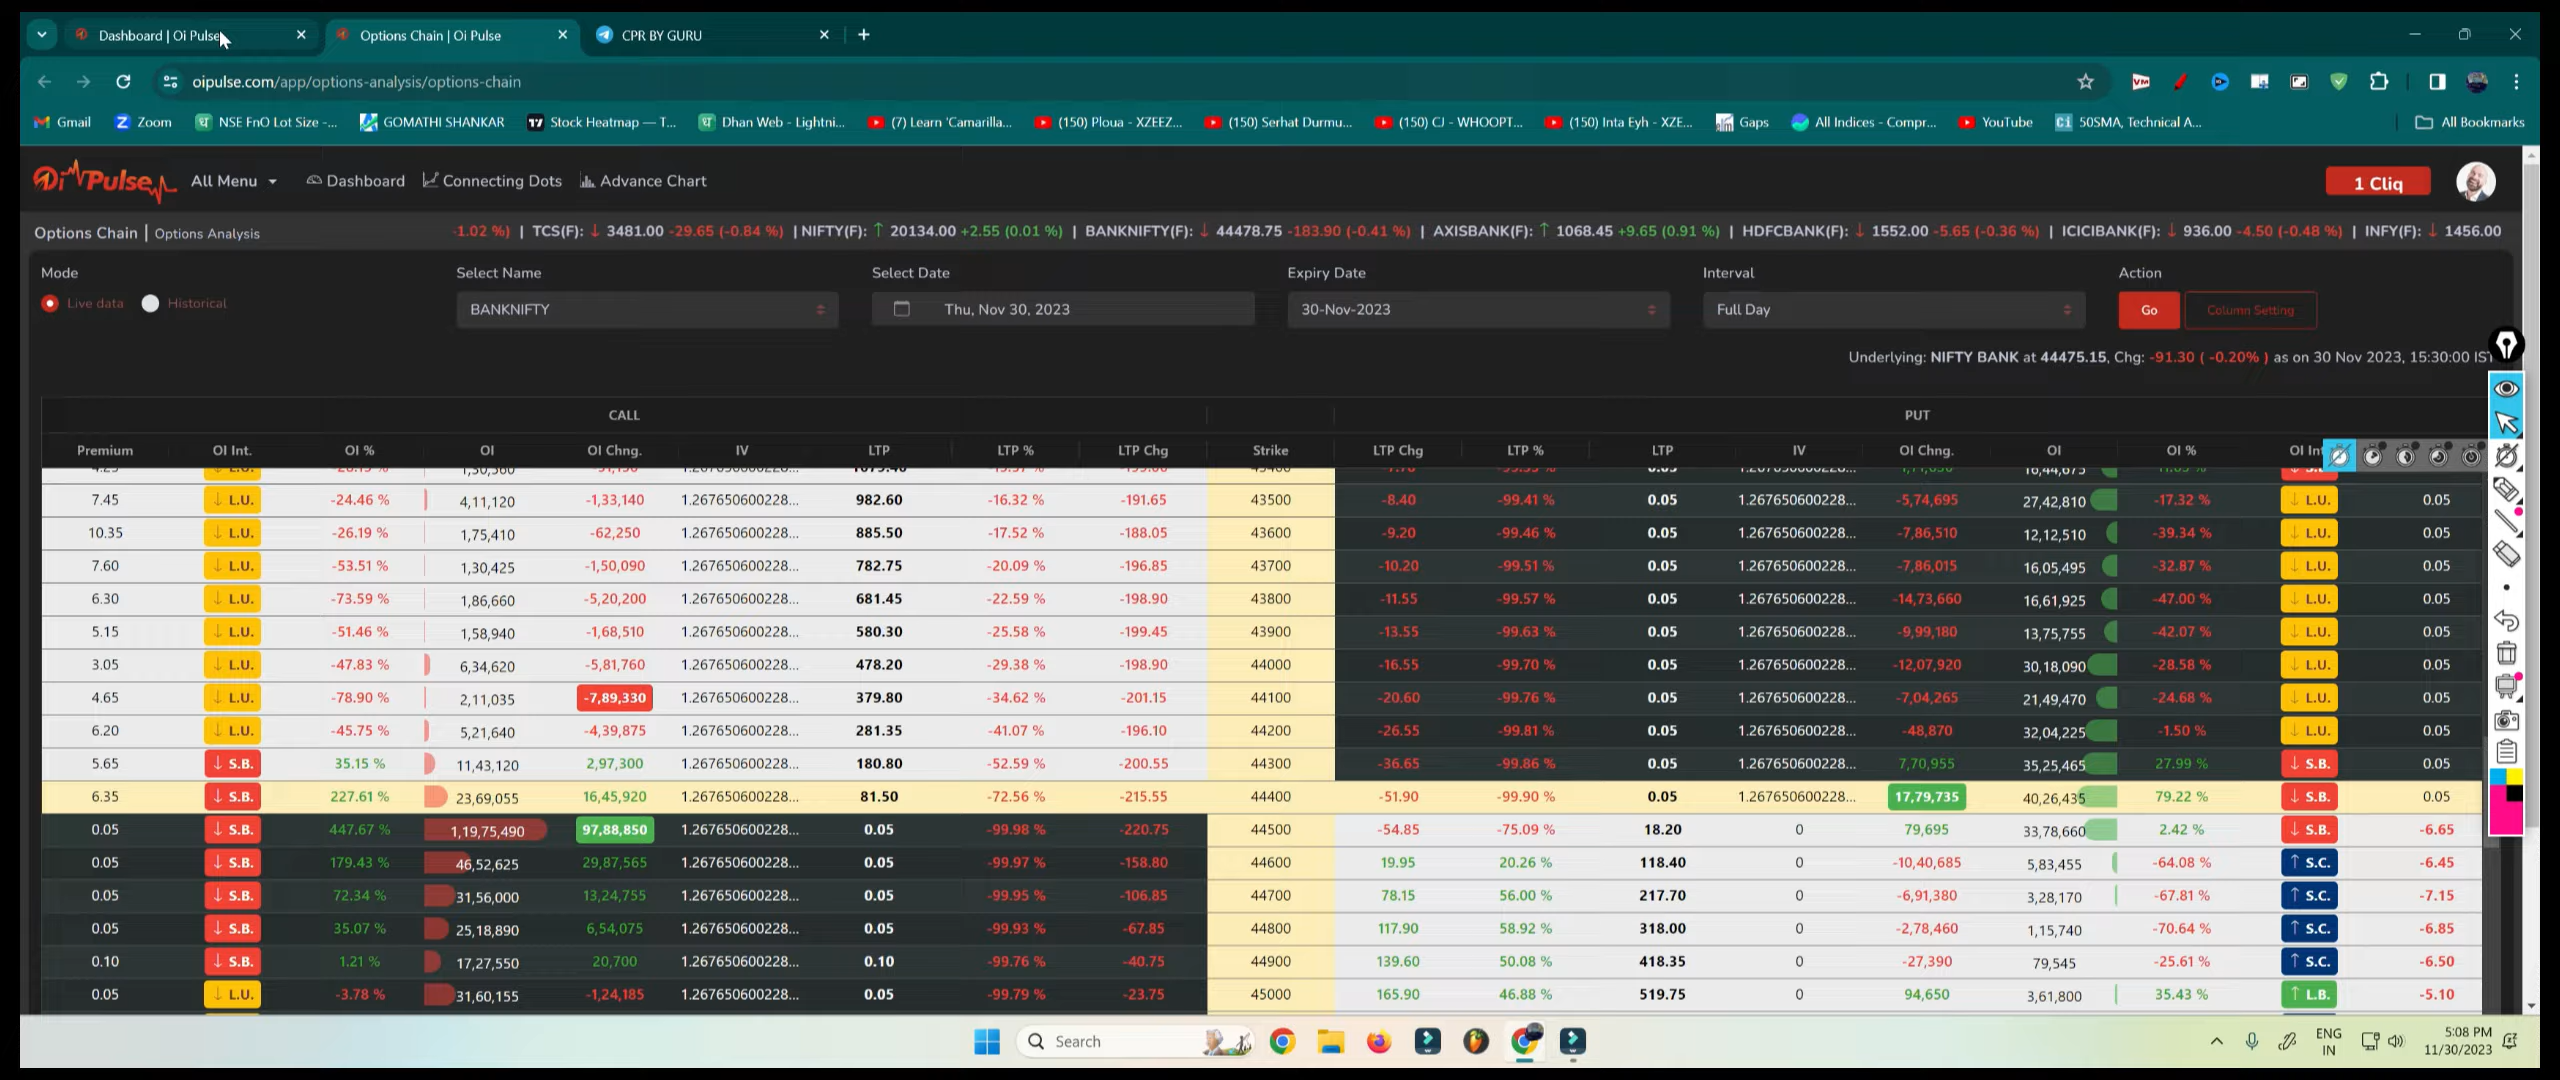 Dashboard | Oi Pulse
Options Chain | Oi Pulse
CPR BY GURU
oipulse.com/app/options-analysis/options-chain
Gmail Zoom NSE FnO Lot Size -... GOMATHI SHANKAR Stock Heatmap — T... Dhan Web - Lightni... (7) Learn 'Camarilla... (150) Ploua - XZEEZ... (150) Serhat Durmu... (150) CJ - WHOOPT... (150) Inta Eyh - XZE... Gaps All Indices - Compr... YouTube 50SMA, Technical A... All Bookmarks
Oi Pulse All Menu Dashboard Connecting Dots Advance Chart 1 Cliq
Options Chain | Options Analysis -1.02 %) | TCS(F): ↓ 3481.00 -29.65 (-0.84 %) | NIFTY(F): ↑ 20134.00 +2.55 (0.01 %) | BANKNIFTY(F): ↓ 44478.75 -183.90 (-0.41 %) | AXISBANK(F): ↑ 1068.45 +9.65 (0.91 %) | HDFCBANK(F): ↓ 1552.00 -5.65 (-0.36 %) | ICICIBANK(F): ↓ 936.00 -4.50 (-0.48 %) | INFY(F): ↓ 1456.00
Mode Select Name Select Date Expiry Date Interval Action
Live data Historical BANKNIFTY Thu, Nov 30, 2023 30-Nov-2023 Full Day Go Column Setting
Underlying: NIFTY BANK at 44475.15, Chg: -91.30 ( -0.20% ) as on 30 Nov 2023, 15:30:00 IST
CALL PUT
Premium OI Int. OI % OI OI Chng. IV LTP LTP % LTP Chg Strike LTP Chg LTP % LTP IV OI Chng. OI OI % OI Int
7.45 ↓ L.U. -24.46 % 4,11,120 -1,33,140 1.267650600228... 982.60 -16.32 % -191.65 43500 -8.40 -99.41 % 0.05 1.267650600228... -5,74,695 27,42,810 -17.32 % ↓ L.U. 0.05
10.35 ↓ L.U. -26.19 % 1,75,410 -62,250 1.267650600228... 885.50 -17.52 % -188.05 43600 -9.20 -99.46 % 0.05 1.267650600228... -7,86,510 12,12,510 -39.34 % ↓ L.U. 0.05
7.60 ↓ L.U. -53.51 % 1,30,425 -1,50,090 1.267650600228... 782.75 -20.09 % -196.85 43700 -10.20 -99.51 % 0.05 1.267650600228... -7,86,015 16,05,495 -32.87 % ↓ L.U. 0.05
6.30 ↓ L.U. -73.59 % 1,86,660 -5,20,200 1.267650600228... 681.45 -22.59 % -198.90 43800 -11.55 -99.57 % 0.05 1.267650600228... -14,73,660 16,61,925 -47.00 % ↓ L.U. 0.05
5.15 ↓ L.U. -51.46 % 1,58,940 -1,68,510 1.267650600228... 580.30 -25.58 % -199.45 43900 -13.55 -99.63 % 0.05 1.267650600228... -9,99,180 13,75,755 -42.07 % ↓ L.U. 0.05
3.05 ↓ L.U. -47.83 % 6,34,620 -5,81,760 1.267650600228... 478.20 -29.38 % -198.90 44000 -16.55 -99.70 % 0.05 1.267650600228... -12,07,920 30,18,090 -28.58 % ↓ L.U. 0.05
4.65 ↓ L.U. -78.90 % 2,11,035 -7,89,330 1.267650600228... 379.80 -34.62 % -201.15 44100 -20.60 -99.76 % 0.05 1.267650600228... -7,04,265 21,49,470 -24.68 % ↓ L.U. 0.05
6.20 ↓ L.U. -45.75 % 5,21,640 -4,39,875 1.267650600228... 281.35 -41.07 % -196.10 44200 -26.55 -99.81 % 0.05 1.267650600228... -48,870 32,04,225 -1.50 % ↓ L.U. 0.05
5.65 ↓ S.B. 35.15 % 11,43,120 2,97,300 1.267650600228... 180.80 -52.59 % -200.55 44300 -36.65 -99.86 % 0.05 1.267650600228... 7,70,955 35,25,465 27.99 % ↓ S.B. 0.05
6.35 ↓ S.B. 227.61 % 23,69,055 16,45,920 1.267650600228... 81.50 -72.56 % -215.55 44400 -51.90 -99.90 % 0.05 1.267650600228... 17,79,735 40,26,435 79.22 % ↓ S.B. 0.05
0.05 ↓ S.B. 447.67 % 1,19,75,490 97,88,850 1.267650600228... 0.05 -99.98 % -220.75 44500 -54.85 -75.09 % 18.20 0 79,695 33,78,660 2.42 % ↓ S.B. -6.65
0.05 ↓ S.B. 179.43 % 46,52,625 29,87,565 1.267650600228... 0.05 -99.97 % -158.80 44600 19.95 20.26 % 118.40 0 -10,40,685 5,83,455 -64.08 % ↑ S.C. -6.45
0.05 ↓ S.B. 72.34 % 31,56,000 13,24,755 1.267650600228... 0.05 -99.95 % -106.85 44700 78.15 56.00 % 217.70 0 -6,91,380 3,28,170 -67.81 % ↑ S.C. -7.15
0.05 ↓ S.B. 35.07 % 25,18,890 6,54,075 1.267650600228... 0.05 -99.93 % -67.85 44800 117.90 58.92 % 318.00 0 -2,78,460 1,15,740 -70.64 % ↑ S.C. -6.85
0.10 ↓ S.B. 1.21 % 17,27,550 20,700 1.267650600228... 0.10 -99.76 % -40.75 44900 139.60 50.08 % 418.35 0 -27,390 79,545 -25.61 % ↑ S.C. -6.50
0.05 ↓ L.U. -3.78 % 31,60,155 -1,24,185 1.267650600228... 0.05 -99.79 % -23.75 45000 165.90 46.88 % 519.75 0 94,650 3,61,800 35.43 % ↑ L.B. -5.10
Search
ENG
IN
5:08 PM
11/30/2023